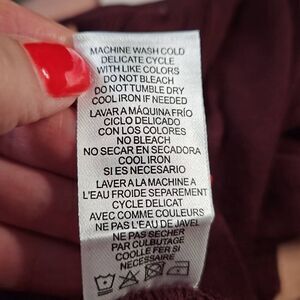 MACHINE WASH COLD
DELICATE CYCLE
WITH LIKE COLORS
DO NOT BLEACH
DO NOT TUMBLE DRY
COOL IRON IF NEEDED
LAVAR A MÁQUINA FRÍO
CICLO DELICADO
CON LOS COLORES
NO BLEACH
NO SECAR EN SECADORA
COOL IRON
SI ES NECESARIO
LAVER A LA MACHINE A
L'EAU FROIDE SEPAREMENT
CYCLE DELICAT
AVEC COMME COULEURS
NE PAS L'EAU DE JAVEL
NE PAS SECHER
PAR CULBUTAGE
COOLLE FER SI
NECESSAIRE